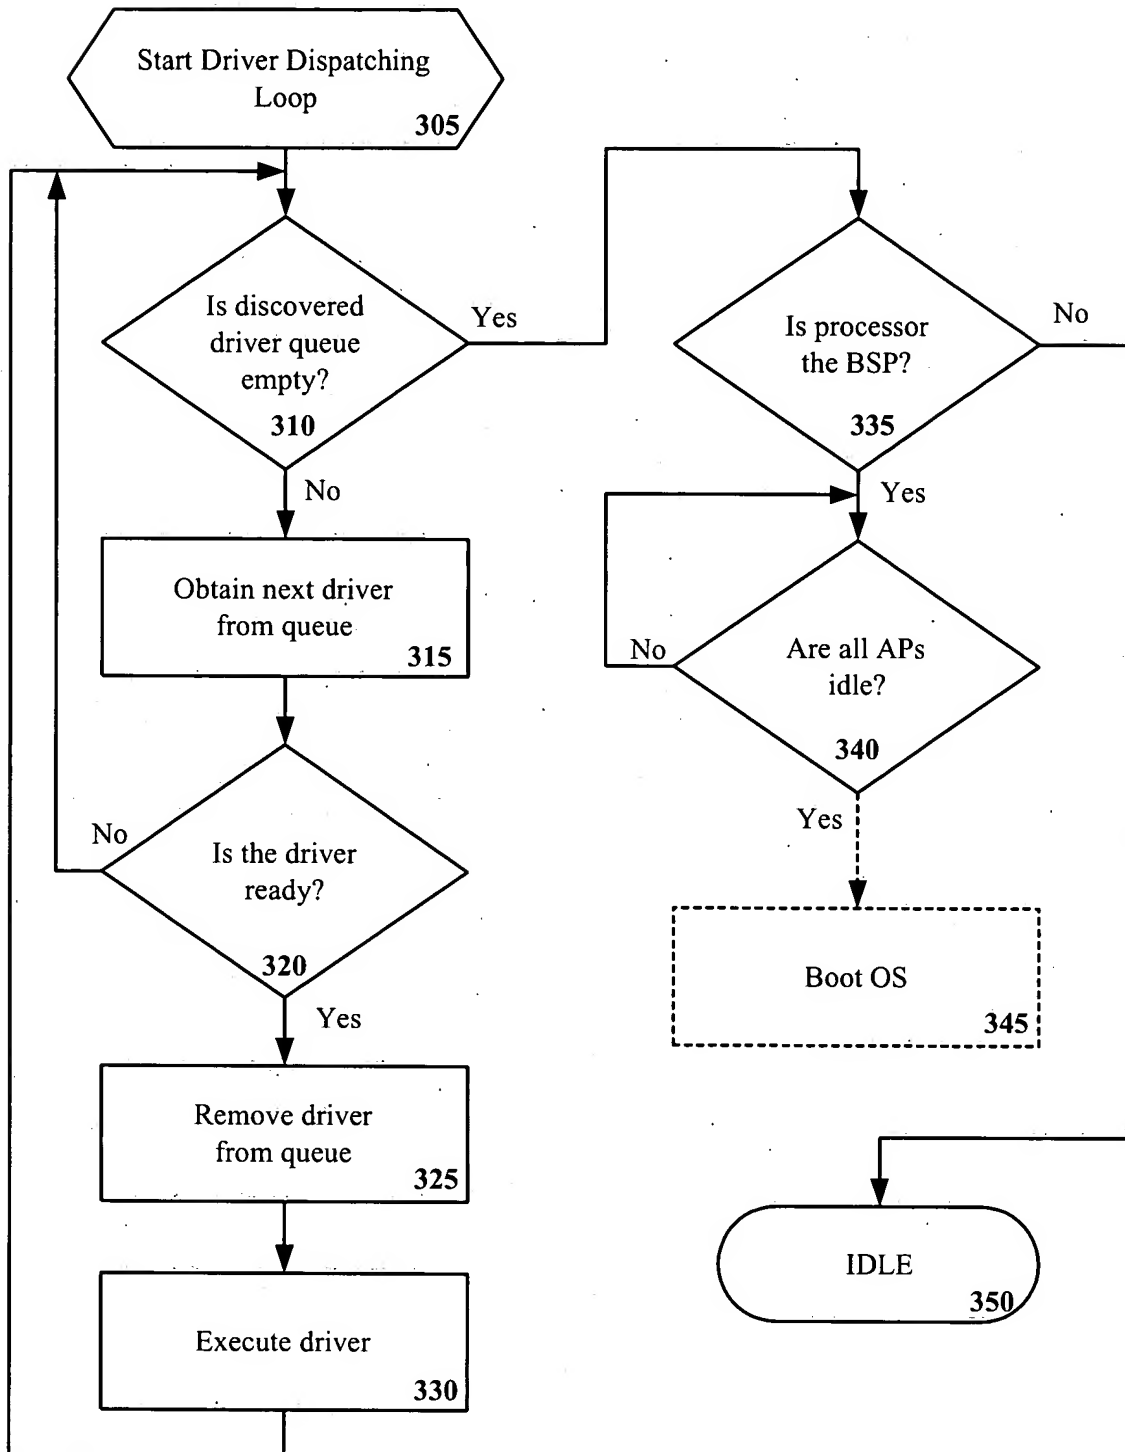 Start Driver Dispatching
Loop
305
Is discovered
driver queue
empty?
310
Yes
No
Obtain next driver
from queue
315
Is the driver
ready?
320
No
Yes
Remove driver
from queue
325
Execute driver
330
Is processor
the BSP?
335
No
Yes
Are all APs
idle?
340
No
Yes
Boot OS
345
IDLE
350